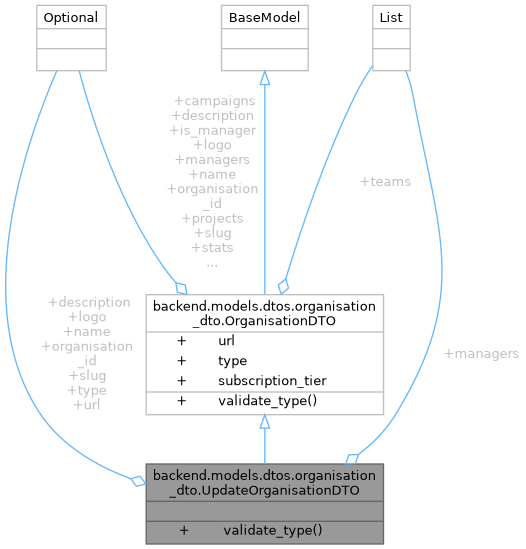 Optional
BaseModel
List
+campaigns
+description
+is_manager
+logo
+managers
+name
+organisation
_id
+projects
+slug
+stats
...
+teams
backend.models.dtos.organisation
_dto.OrganisationDTO
+ url
+ type
+ subscription_tier
+ validate_type()
+description
+logo
+name
+organisation
_id
+slug
+type
+url
+managers
backend.models.dtos.organisation
_dto.UpdateOrganisationDTO
+ validate_type()